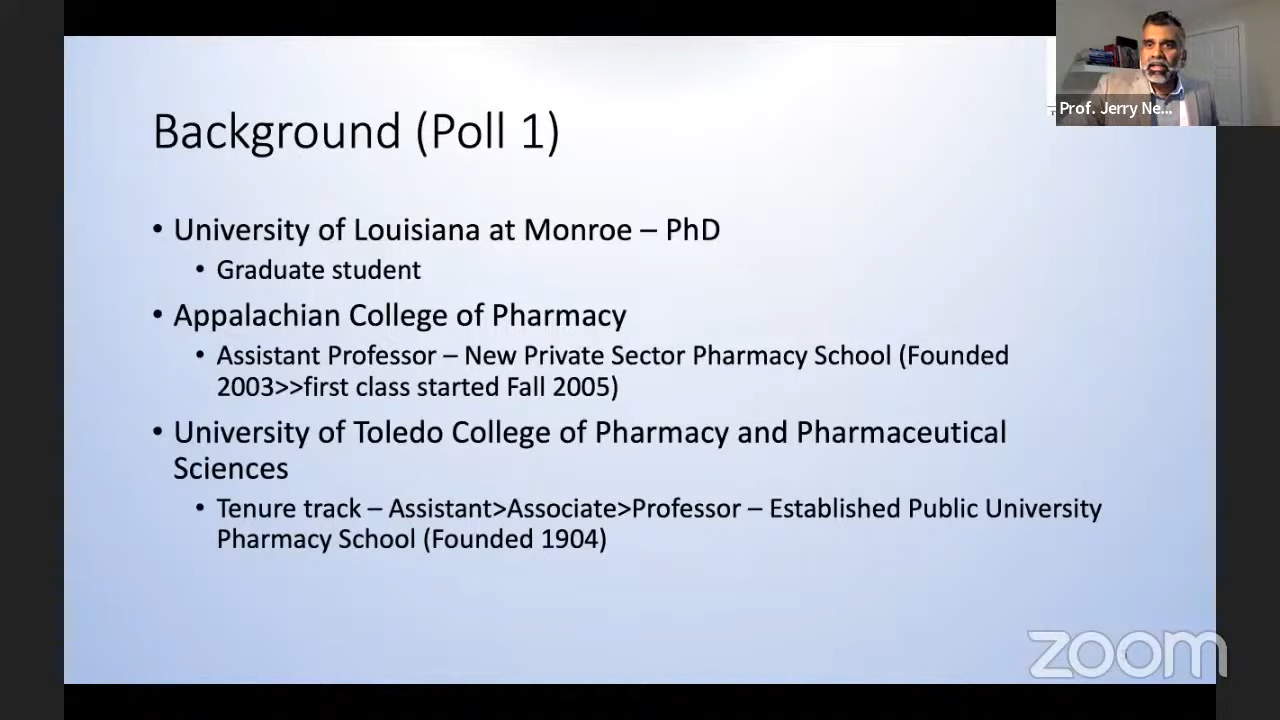 Background (Poll 1)
Prof. Jerry Ne...
• University of Louisiana at Monroe – PhD
• Graduate student
• Appalachian College of Pharmacy
• Assistant Professor – New Private Sector Pharmacy School (Founded
2003>>first class started Fall 2005)
• University of Toledo College of Pharmacy and Pharmaceutical
Sciences
• Tenure track – Assistant>Associate>Professor – Established Public University
Pharmacy School (Founded 1904)
zoom